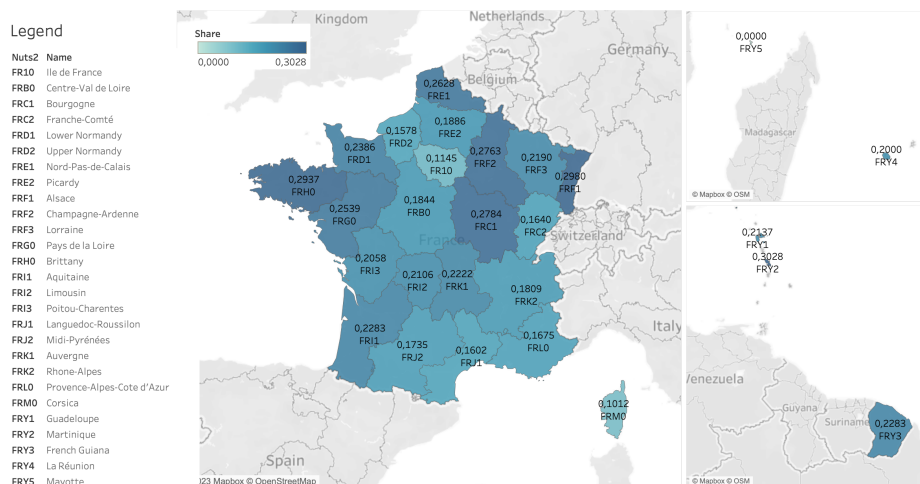 Legend
Nuts2 Name
FR10 Ile de France
FRB0 Centre-Val de Loire
FRC1 Bourgogne
FRC2 Franche-Comté
FRD1 Lower Normandy
FRD2 Upper Normandy
FRE1 Nord-Pas-de-Calais
FRE2 Picardy
FRF1 Alsace
FRF2 Champagne-Ardenne
FRF3 Lorraine
FRG0 Pays de la Loire
FRH0 Brittany
FRI1 Aquitaine
FRI2 Limousin
FRI3 Poitou-Charentes
FRJ1 Languedoc-Roussilon
FRJ2 Midi-Pyrénées
FRK1 Auvergne
FRK2 Rhone-Alpes
FRL0 Provence-Alpes-Cote d'Azur
FRM0 Corsica
FRY1 Guadeloupe
FRY2 Martinique
FRY3 French Guiana
FRY4 La Réunion
FRY5 Mayotte
Share
0,0000 0,3028
Kingdom
Netherlands
Germany
Belgium
0,2628
FRE1
0,1886
FRE2
0,1578
FRD2
0,2386
FRD1
0,1145
FR10
0,2763
FRF2
0,2190
FRF3
0,2980
FRF1
0,2937
FRH0
0,2539
FRG0
0,1844
FRB0
0,2784
FRC1
0,1640
FRC2
France
Switzerland
0,2058
FRI3
0,2106
FRI2
0,2222
FRK1
0,1809
FRK2
0,2283
FRI1
0,1735
FRJ2
0,1602
FRJ1
0,1675
FRL0
Italy
0,1012
FRM0
Spain
)23 Mapbox © OpenStreetMap
0,0000
FRY5
Madagascar
0,2000
FRY4
© Mapbox © OSM
0,2137
FRY1
0,3028
FRY2
Venezuela
Guyana
Suriname
0,2283
FRY3
© Mapbox © OSM